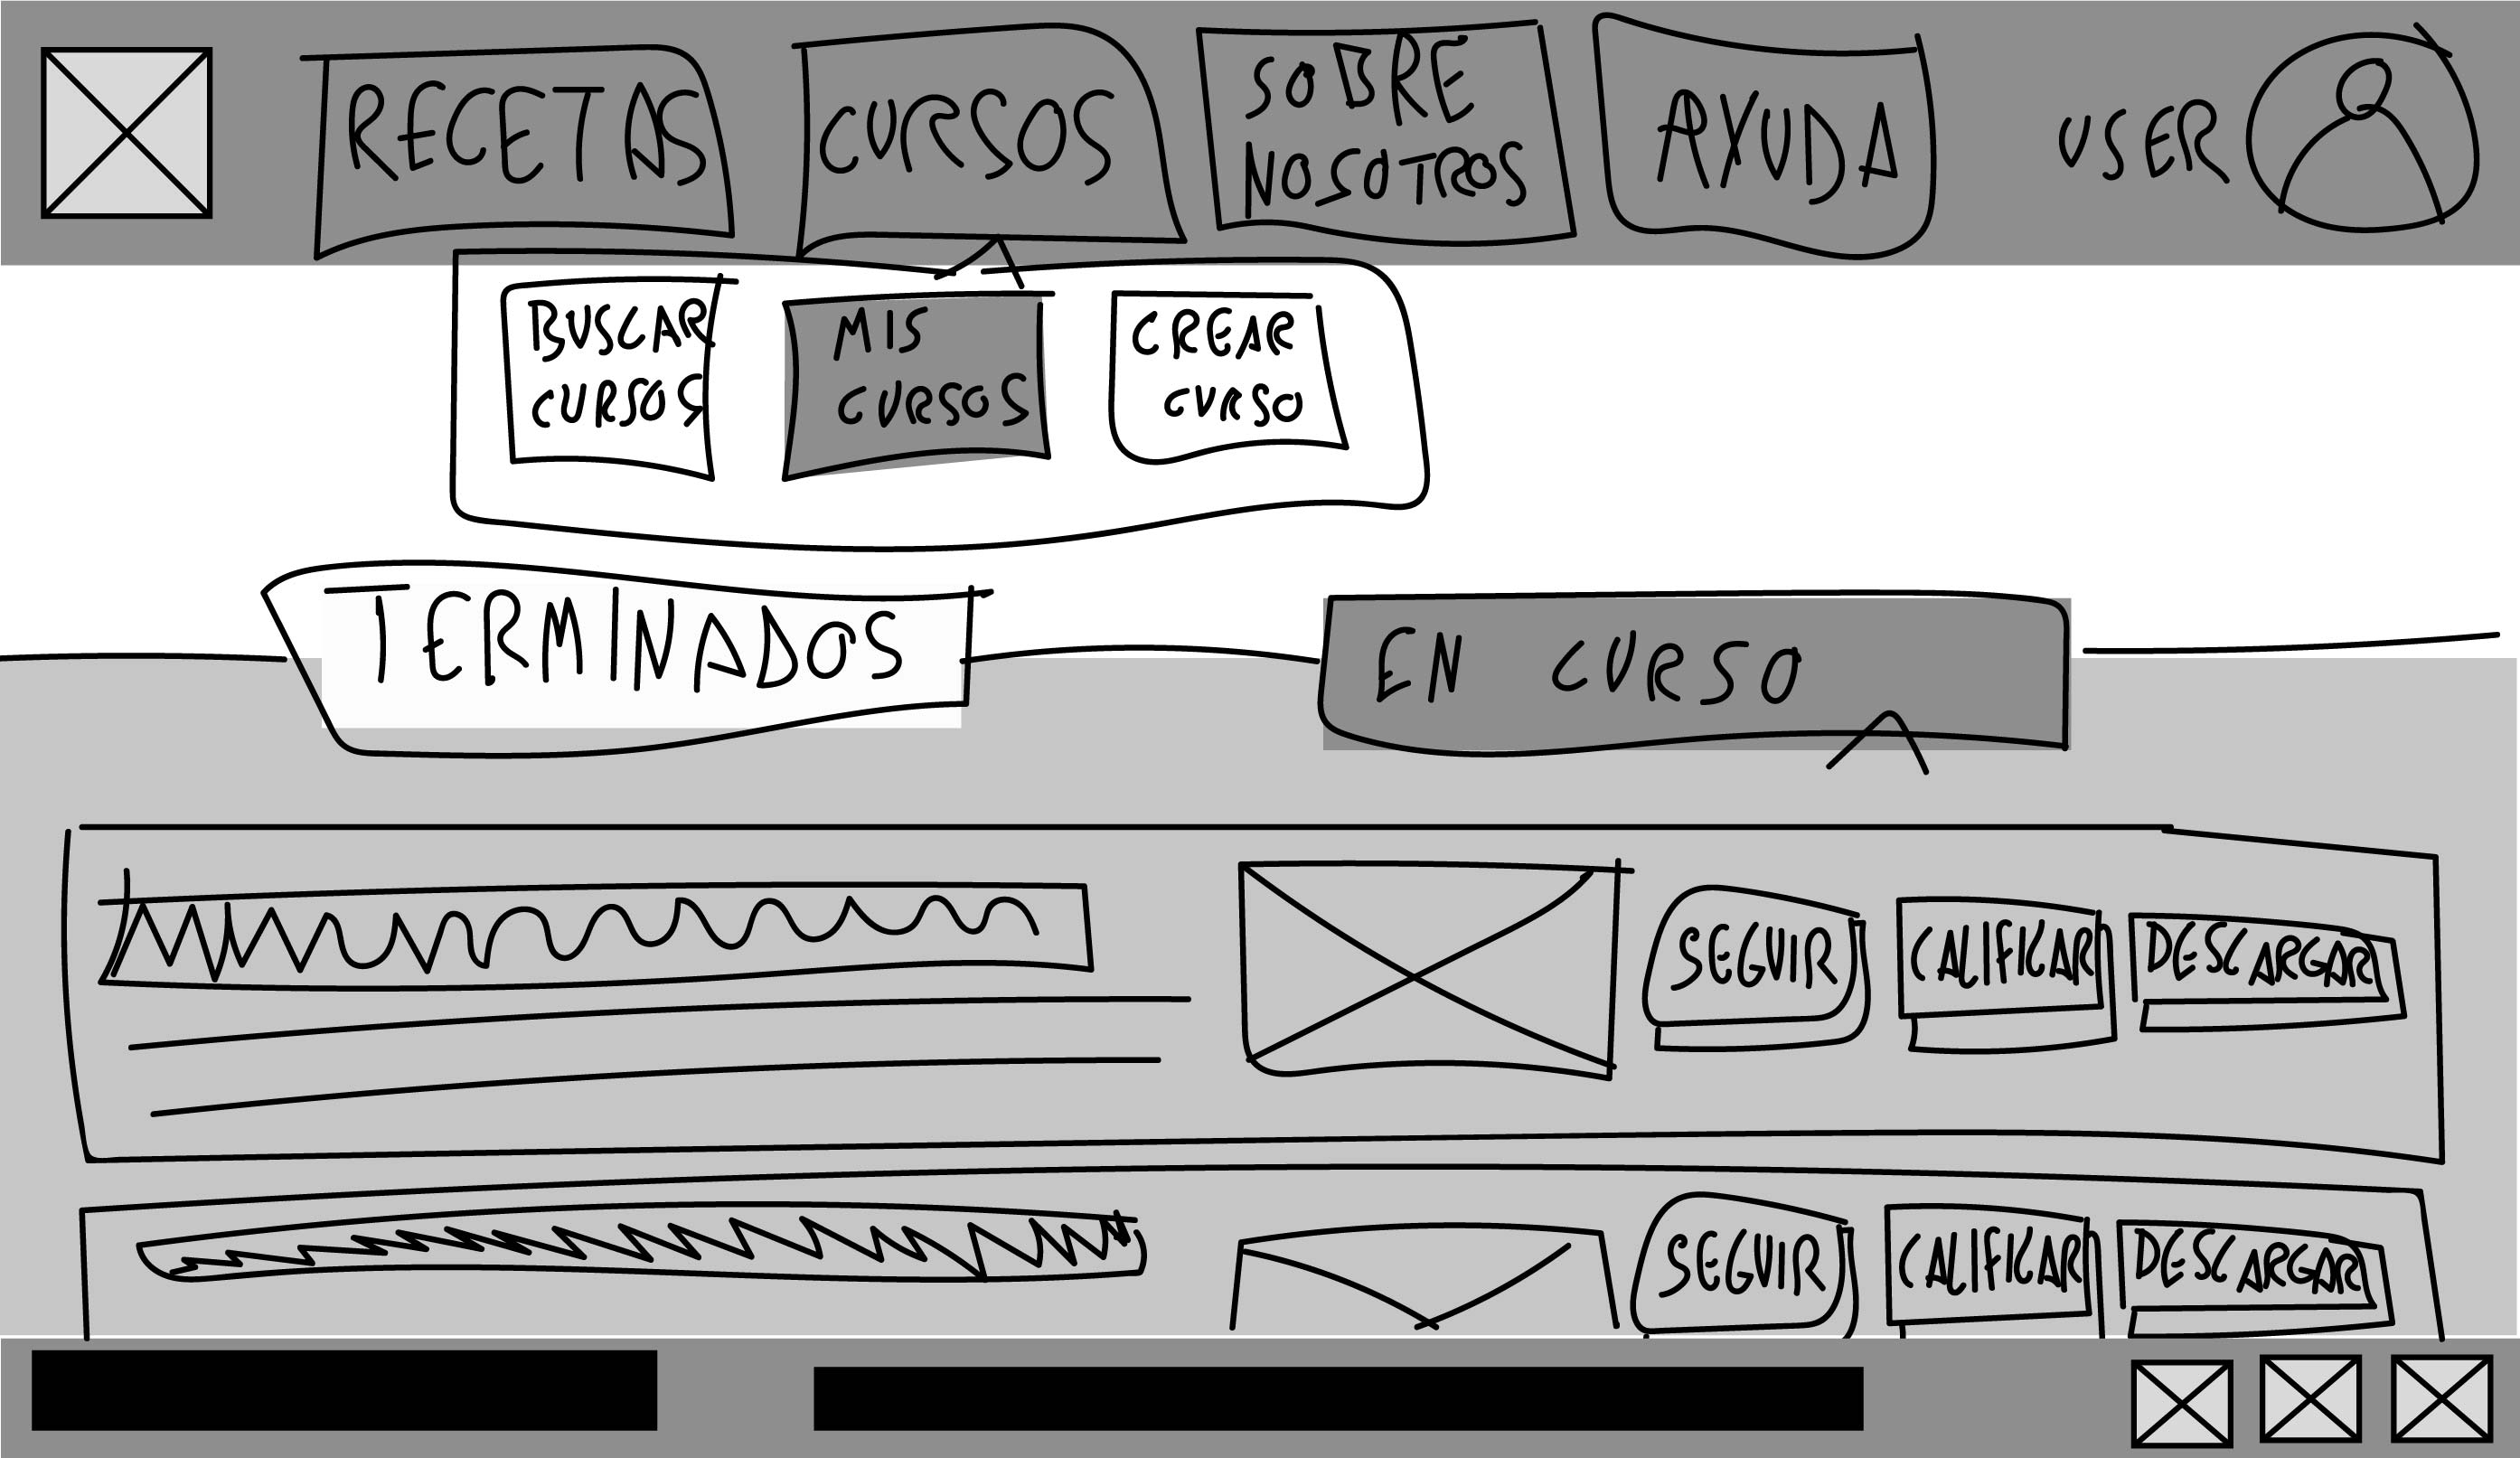 RECETAS
CURSOS
SOBRE
NOSOTROS
AYUDA
USER
BUSCAR
CURSOS
MIS
CURSOS
CREAR
CURSO
TERMINADOS
EN CURSO
SEGUIR
CALIFICAR
DESCARGAR
SEGUIR
CALIFICAR
DESCARGAR